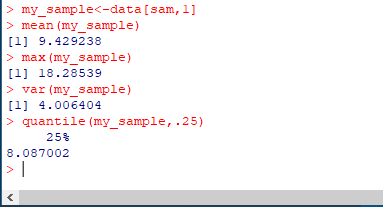 > my_sample<-data[sam,1]
> mean(my_sample)
[1] 9.429238
> max(my_sample)
[1] 18.28539
> var(my_sample)
[1] 4.006404
> quantile(my_sample,.25)
     25%
8.087002
>